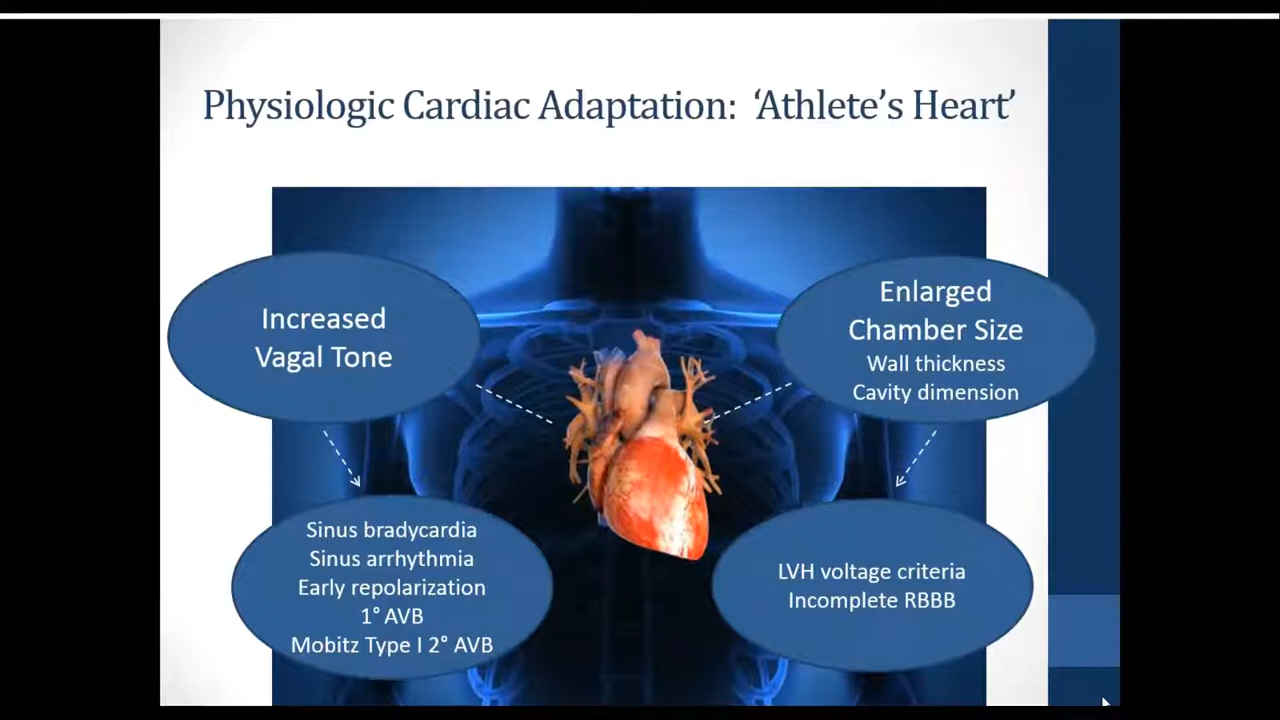 Physiologic Cardiac Adaptation: ‘Athlete’s Heart’
Increased
Vagal Tone
Enlarged
Chamber Size
Wall thickness
Cavity dimension
Sinus bradycardia
Sinus arrhythmia
Early repolarization
1° AVB
Mobitz Type I 2° AVB
LVH voltage criteria
Incomplete RBBB